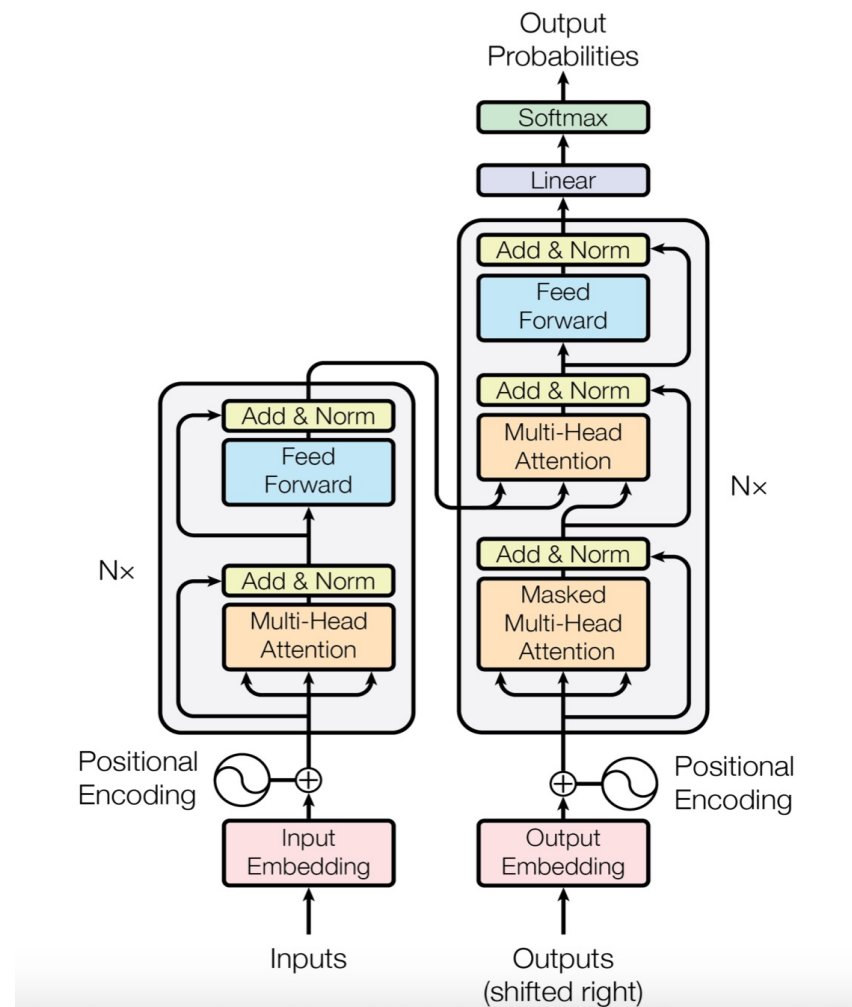 Output
Probabilities
Softmax
Linear
Add & Norm
Feed
Forward
Add & Norm
Multi-Head
Attention
Add & Norm
Masked
Multi-Head
Attention
N×
Add & Norm
Feed
Forward
Add & Norm
Multi-Head
Attention
N×
Positional
Encoding
Positional
Encoding
Input
Embedding
Output
Embedding
Inputs
Outputs
(shifted right)